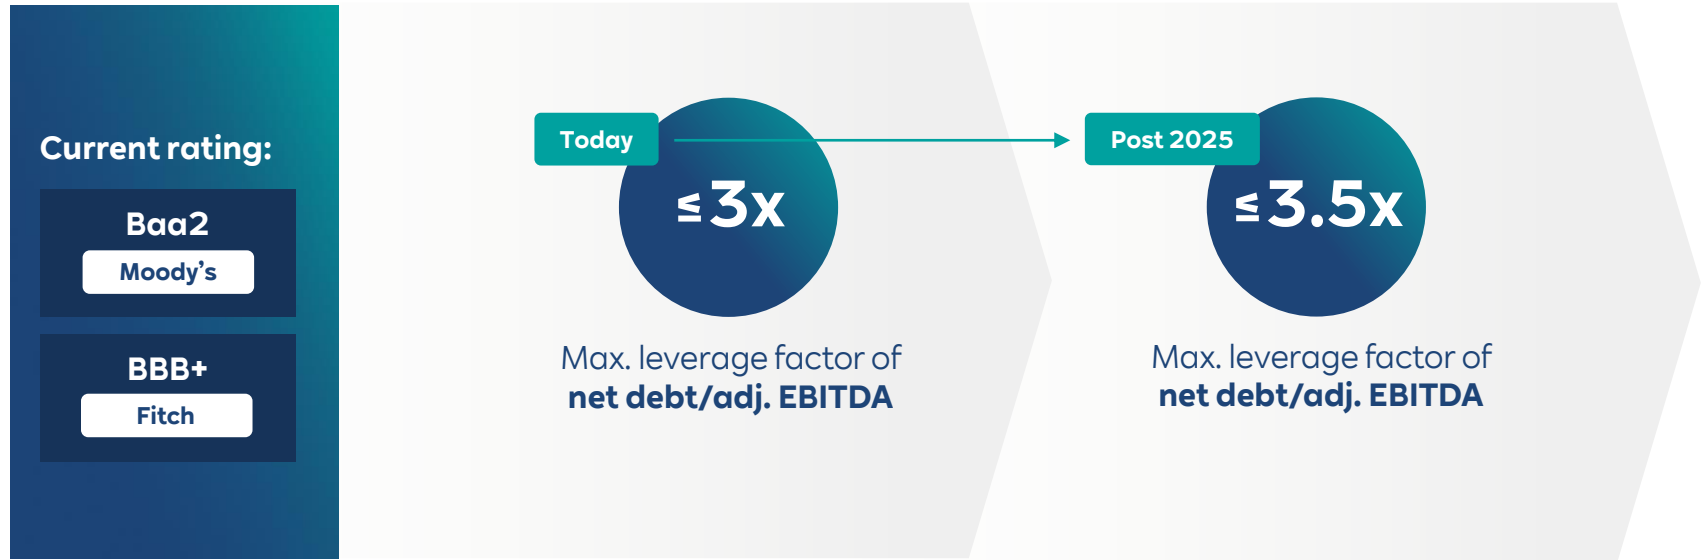 Current rating:
Baa2
Moody’s
BBB+
Fitch
Today
≤3x
Max. leverage factor of
net debt/adj. EBITDA
Post 2025
≤3.5x
Max. leverage factor of
net debt/adj. EBITDA